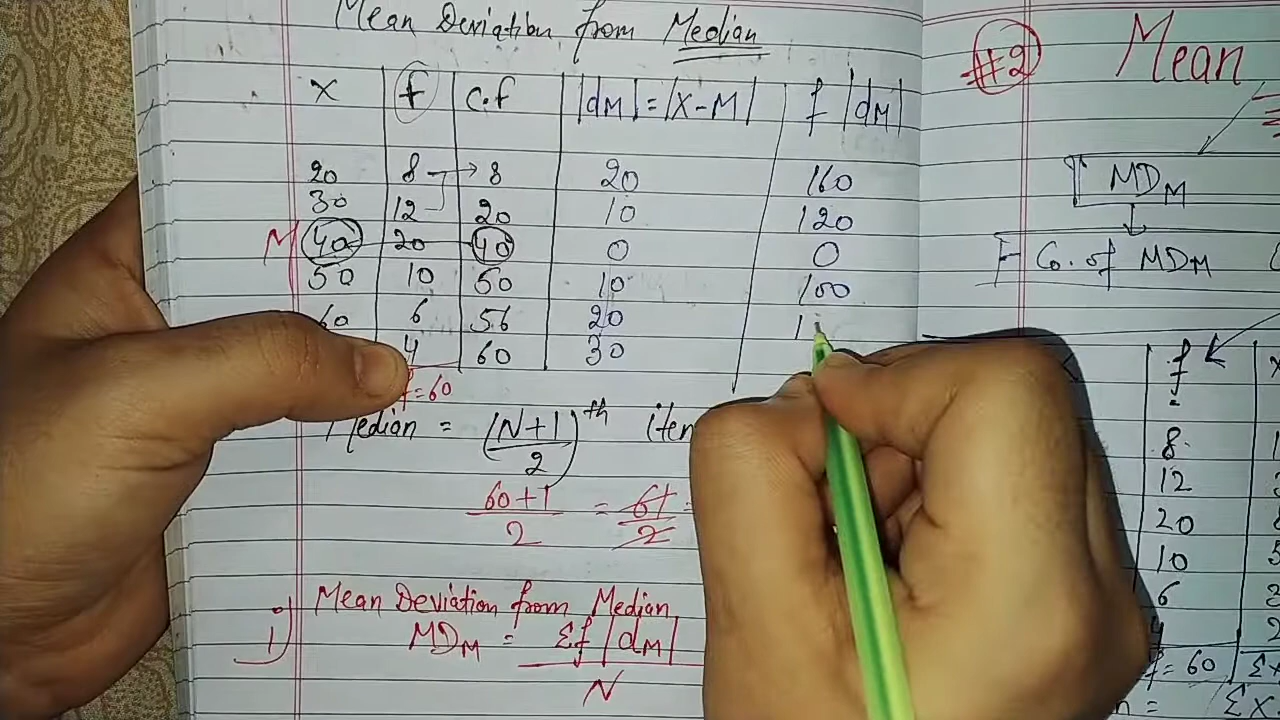 Mean Deviation from Median
X f c.f |dM| = |X-M| f |dM|
20 8 → 8 20 160
30 12 20 10 120
M 40 20 40 0 0
50 10 50 10 100
60 6 56 20 1
4 60 30
f = 60
Median = (N+1)/2 th
60+1/2 = 61/2 =
i) Mean Deviation from Median
MDM = Σf |dM| / N
#2 Mean
MDM
Co. of MDM
f
8
12
20
10
6
f = 60
ΣX